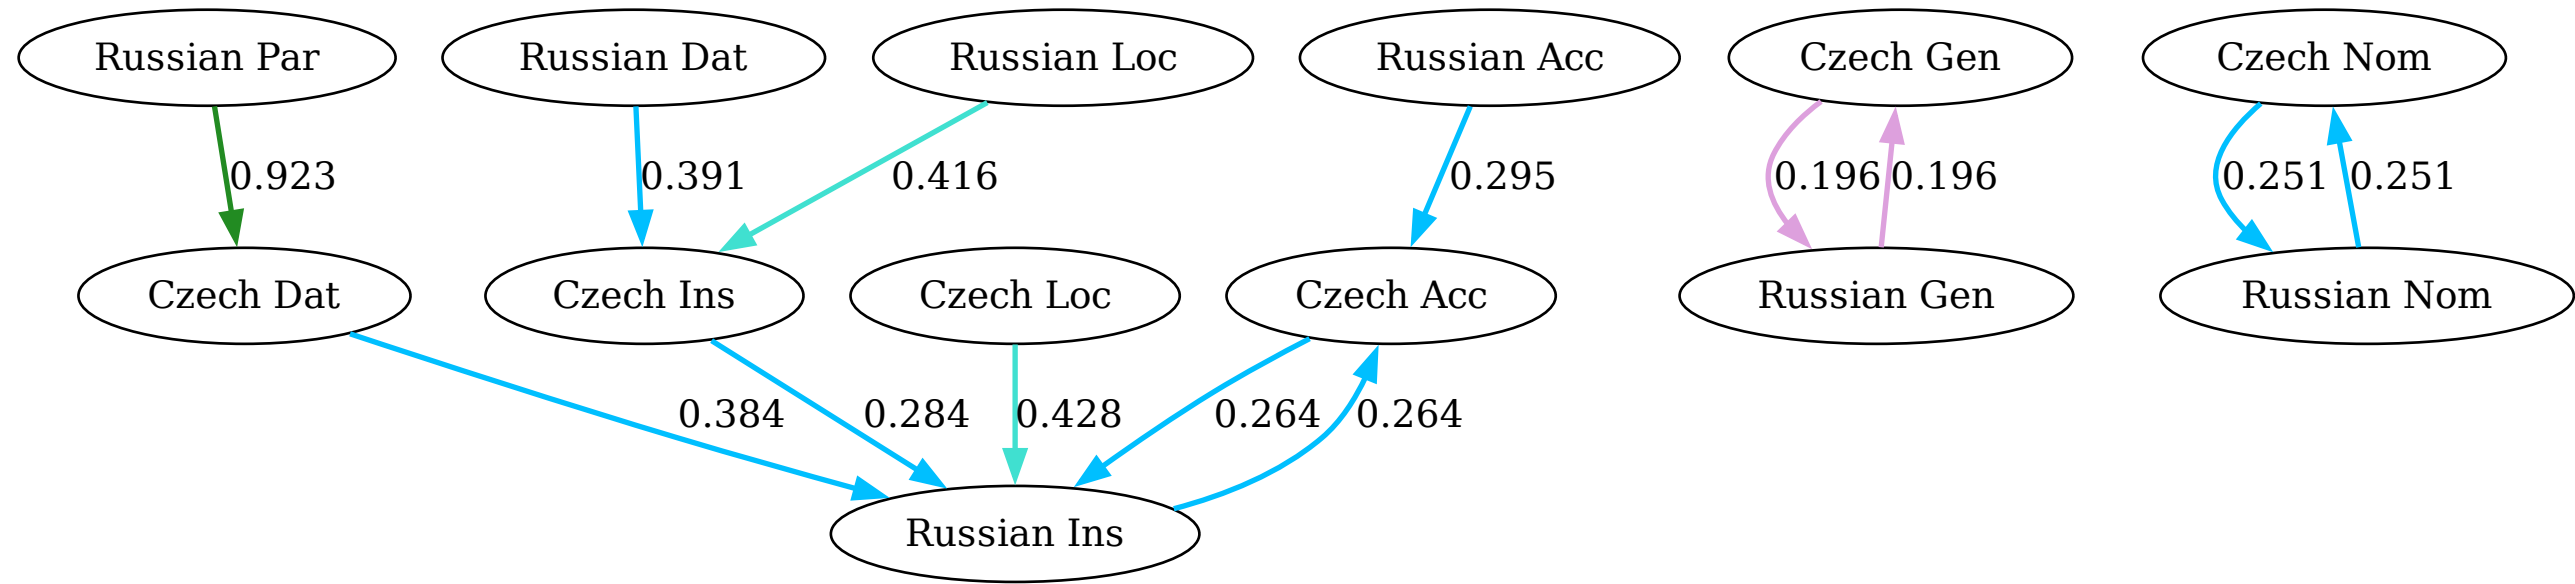 Russian Par
Russian Dat
Russian Loc
Russian Acc
Czech Gen
Czech Nom
0.923
0.391
0.416
0.295
0.196
0.196
0.251
0.251
Czech Dat
Czech Ins
Czech Loc
Czech Acc
Russian Gen
Russian Nom
0.384
0.284
0.428
0.264
0.264
Russian Ins